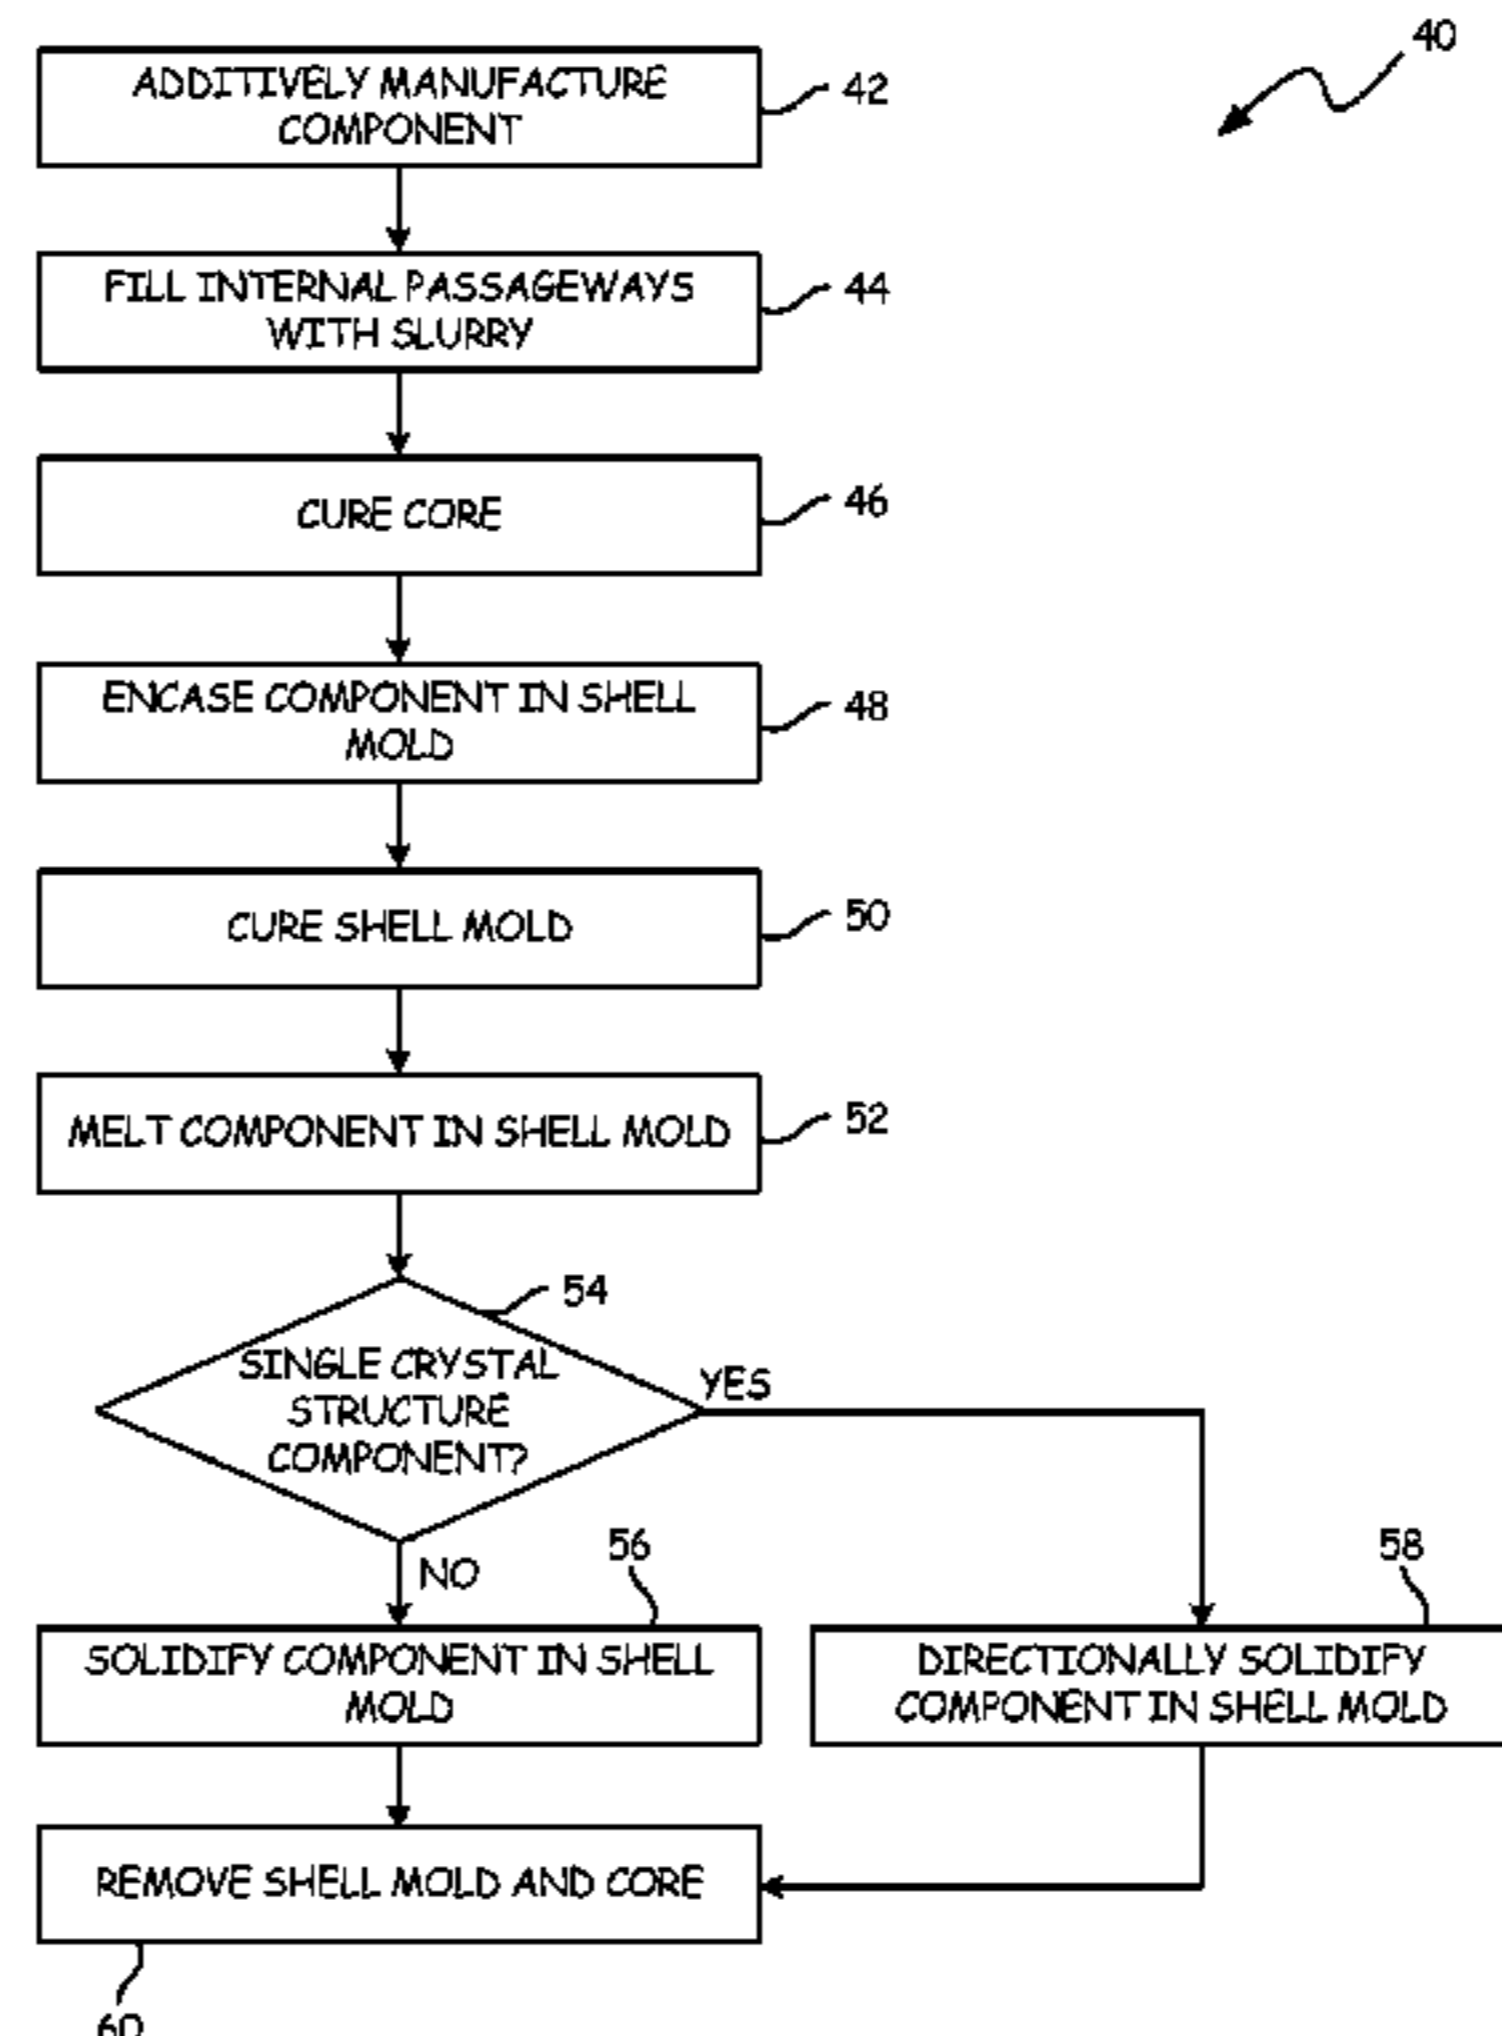 40
ADDITIVELY MANUFACTURE
COMPONENT
42
FILL INTERNAL PASSAGEWAYS
WITH SLURRY
44
CURE CORE
46
ENCASE COMPONENT IN SHELL
MOLD
48
CURE SHELL MOLD
50
MELT COMPONENT IN SHELL MOLD
52
54
SINGLE CRYSTAL
STRUCTURE
COMPONENT?
YES
NO
56
58
SOLIDIFY COMPONENT IN SHELL
MOLD
DIRECTIONALLY SOLIDIFY
COMPONENT IN SHELL MOLD
REMOVE SHELL MOLD AND CORE
60